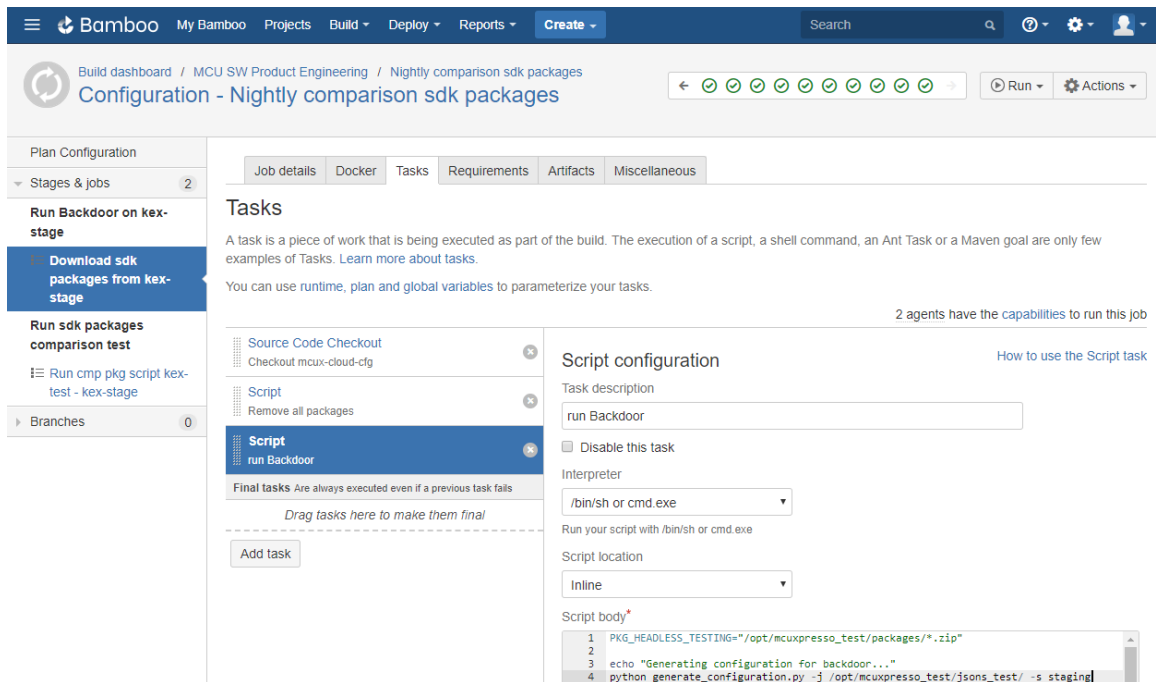 Bamboo My Bamboo Projects Build Deploy Reports Create Search
Build dashboard / MCU SW Product Engineering / Nightly comparison sdk packages
Configuration - Nightly comparison sdk packages
Run Actions
Plan Configuration
Stages & jobs 2
Run Backdoor on kex-
stage
Download sdk
packages from kex-
stage
Run sdk packages
comparison test
Run cmp pkg script kex-
test - kex-stage
Branches 0
Job details Docker Tasks Requirements Artifacts Miscellaneous
Tasks
A task is a piece of work that is being executed as part of the build. The execution of a script, a shell command, an Ant Task or a Maven goal are only few
examples of Tasks. Learn more about tasks.
You can use runtime, plan and global variables to parameterize your tasks.
2 agents have the capabilities to run this job
Source Code Checkout
Checkout mcux-cloud-cfg
Script
Remove all packages
Script
run Backdoor
Final tasks Are always executed even if a previous task fails
Drag tasks here to make them final
Add task
Script configuration
How to use the Script task
Task description
run Backdoor
Disable this task
Interpreter
/bin/sh or cmd.exe
Run your script with /bin/sh or cmd.exe
Script location
Inline
Script body*
1 PKG_HEADLESS_TESTING="/opt/mcuxpresso_test/packages/*.zip"
2
3 echo "Generating configuration for backdoor..."
4 python generate_configuration.py -j /opt/mcuxpresso_test/jsons_test/ -s staging